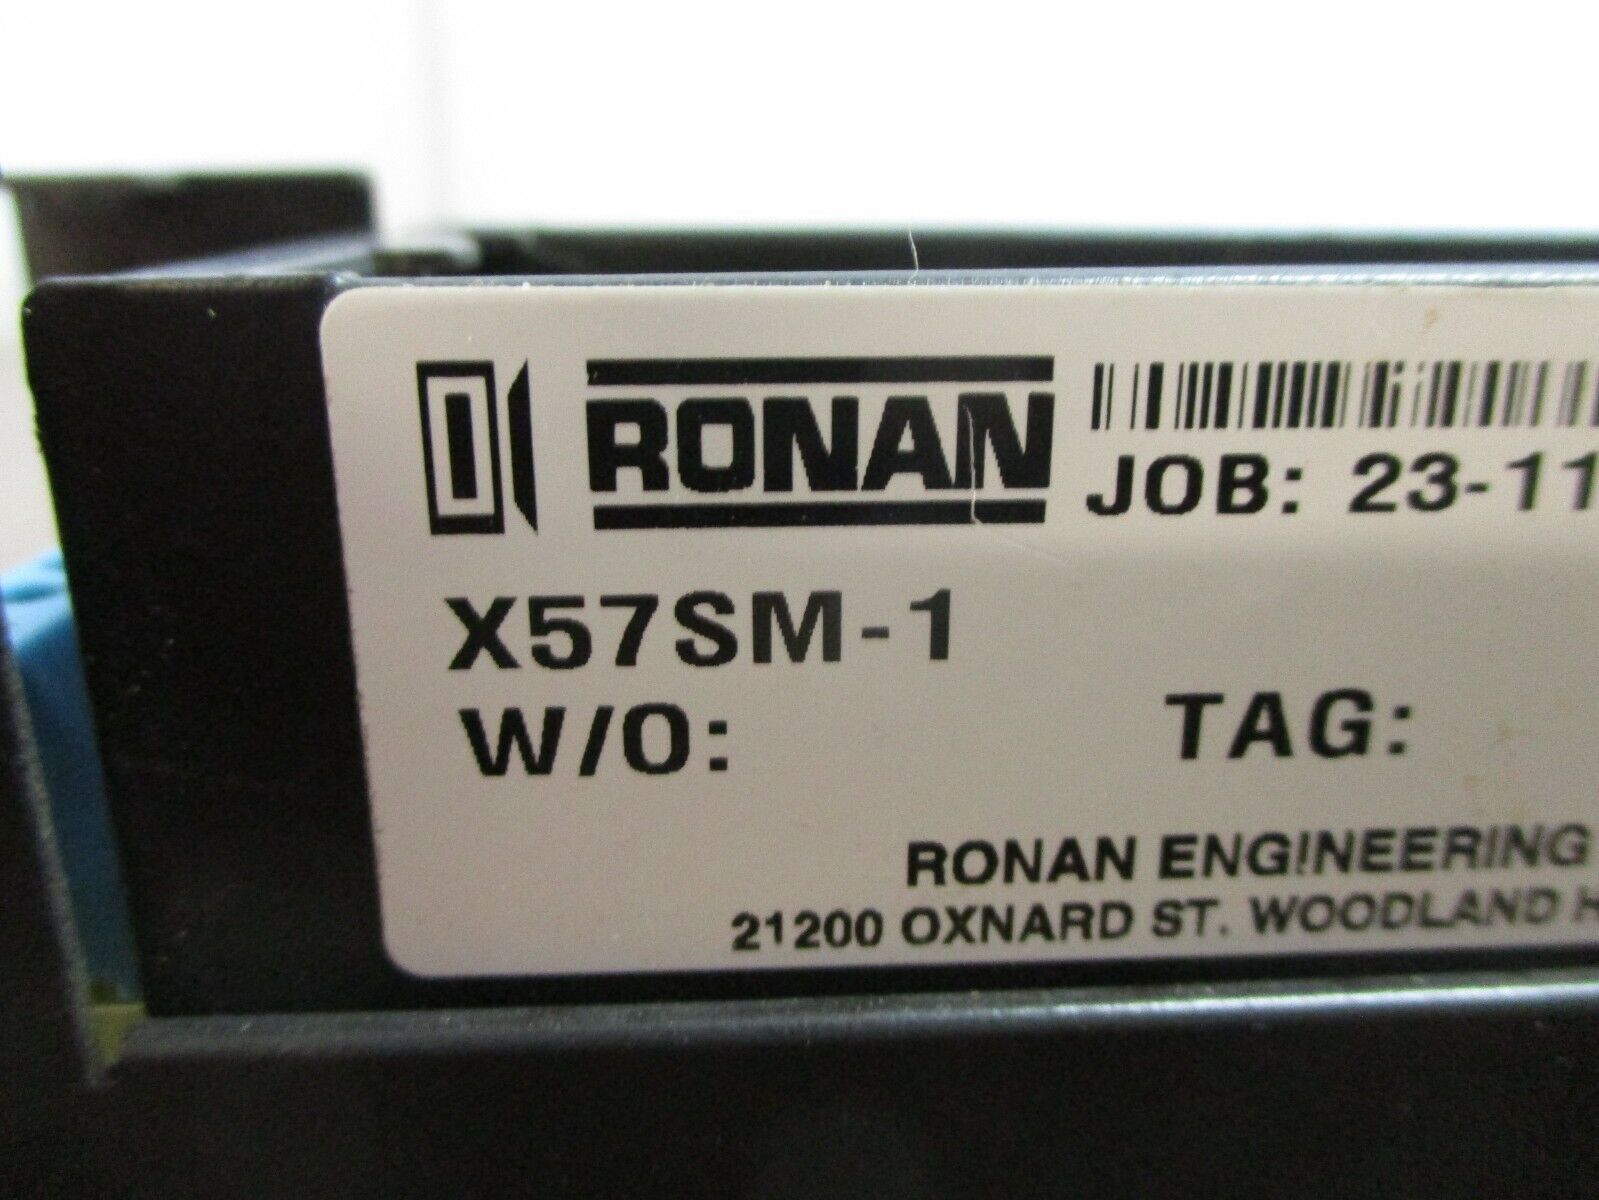 RONAN
JOB: 23-11
X57SM-1
W/O: TAG:
RONAN ENGINEERING
21200 OXNARD ST. WOODLAND H